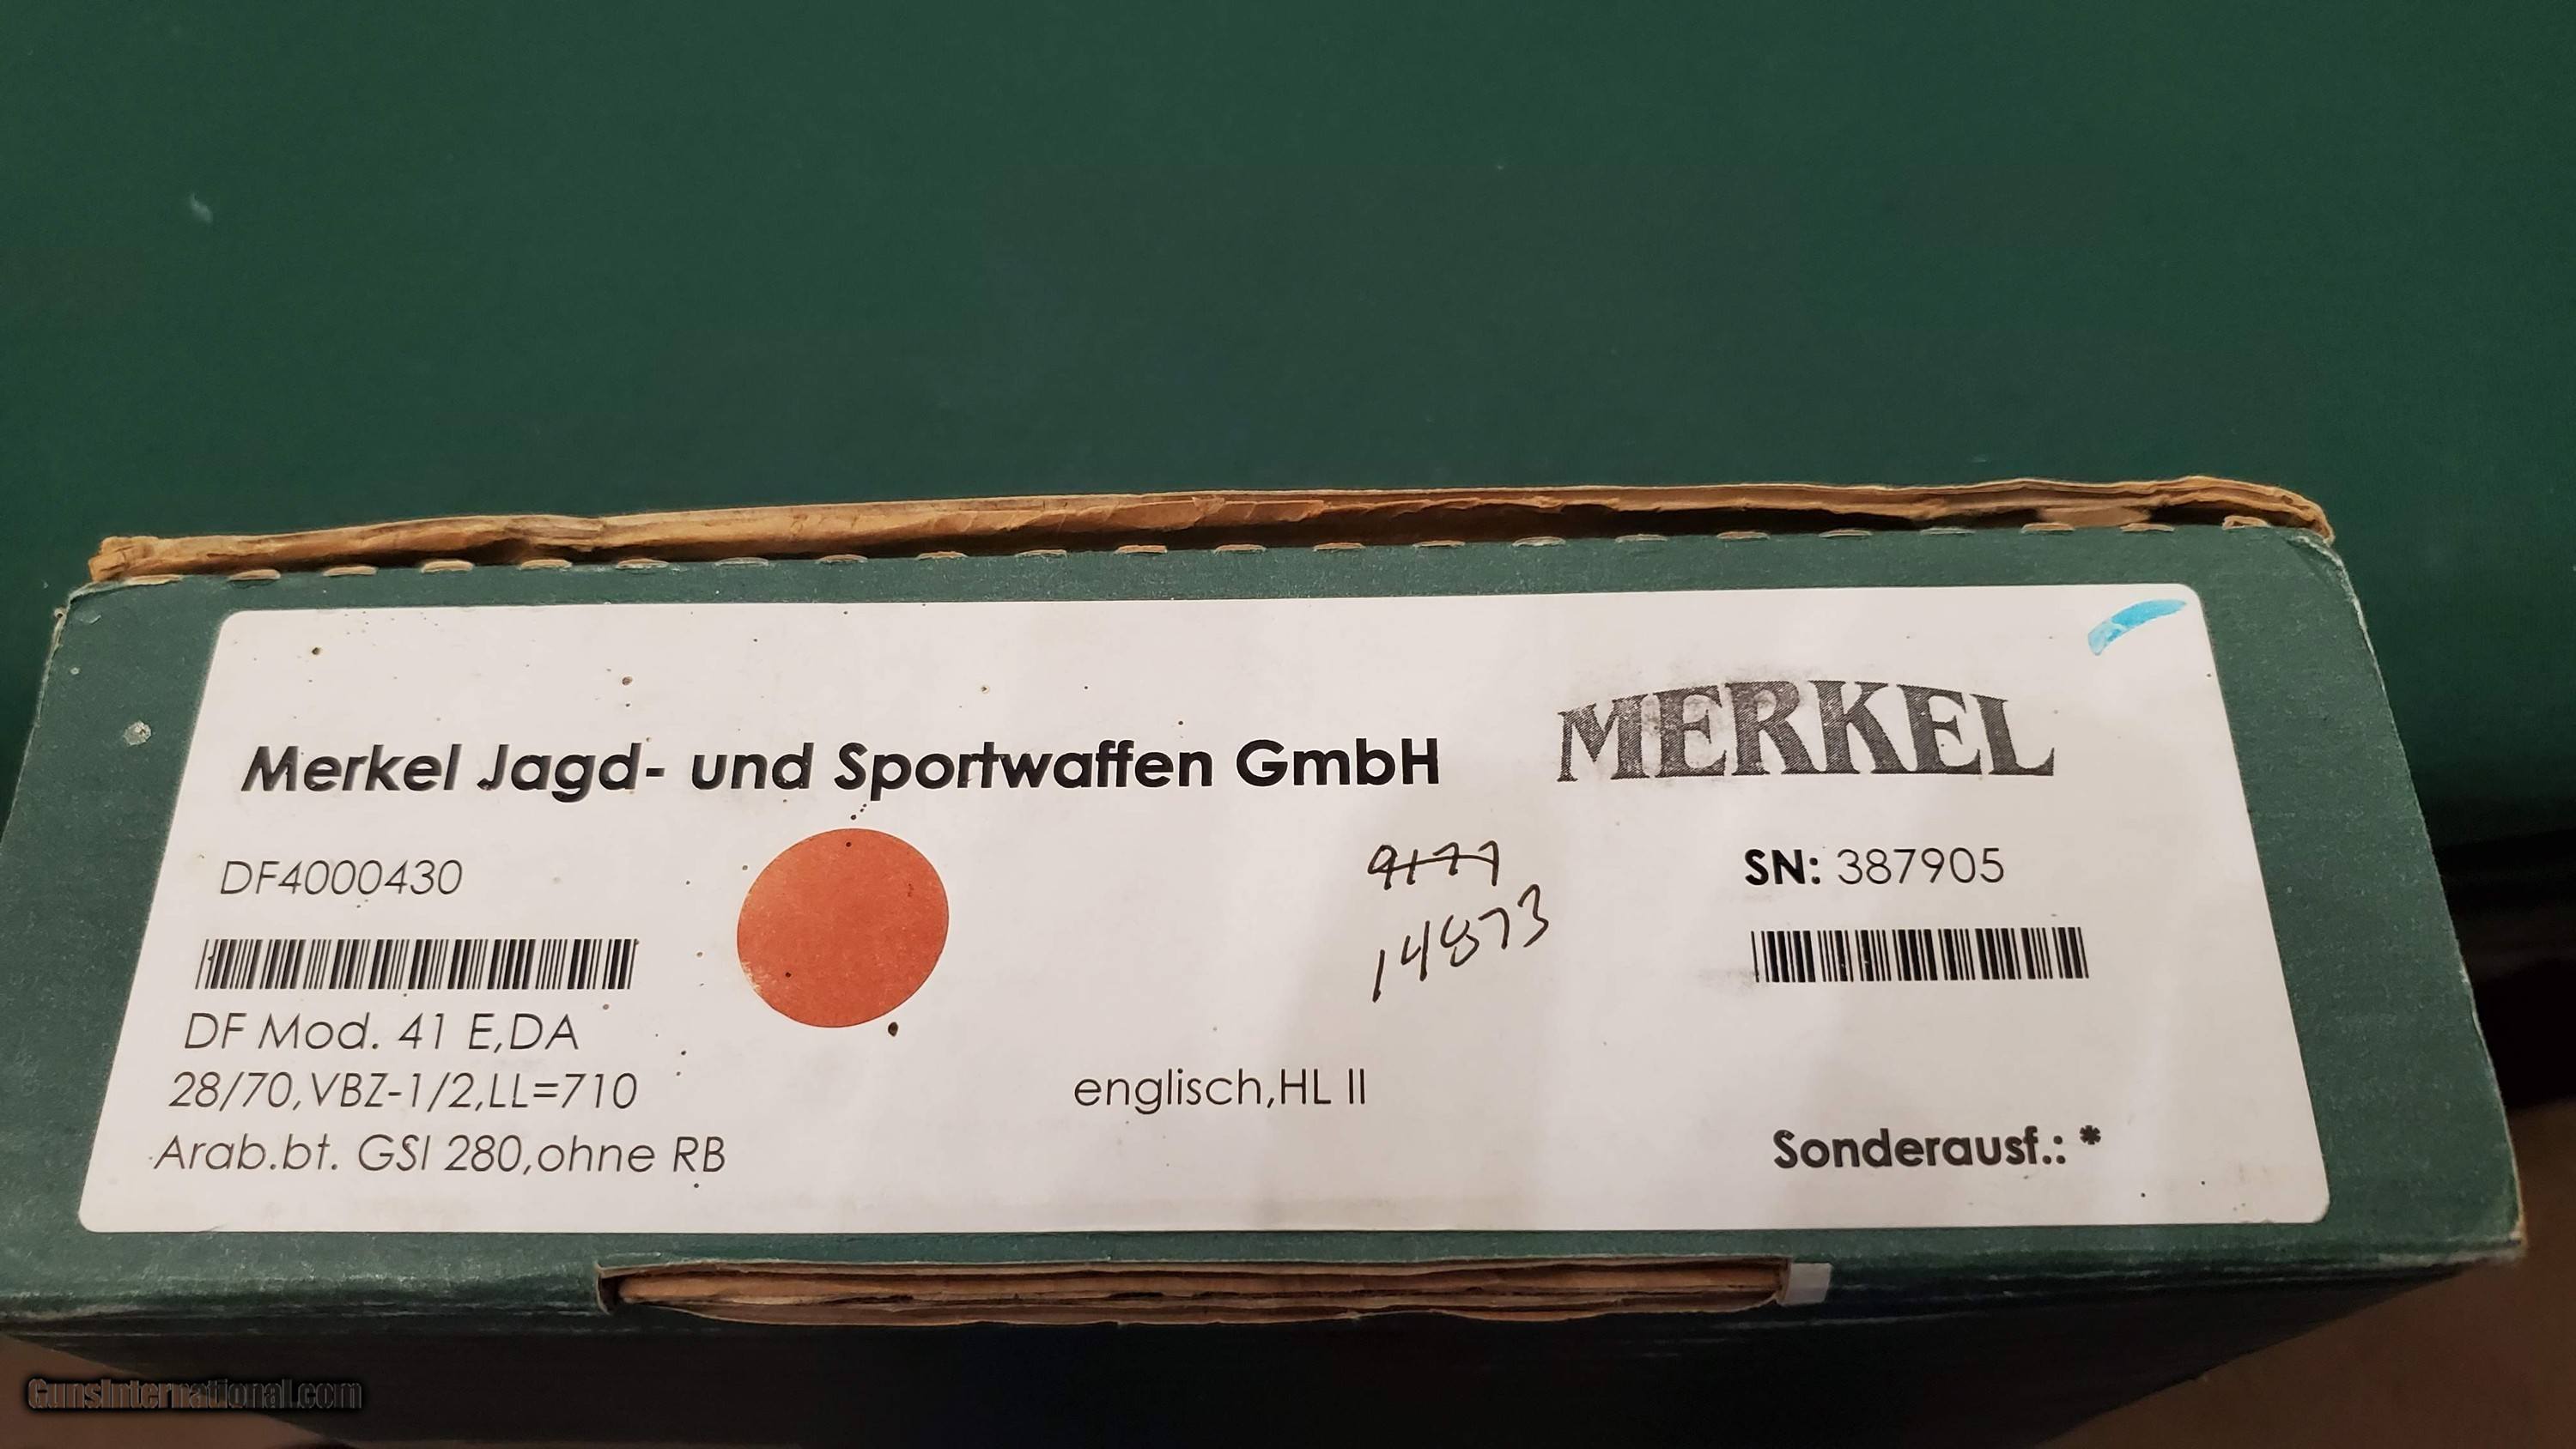 Merkel Jagd- und Sportwaffen GmbH
MERKEL
DF4000430
9177
14873
SN: 387905
DF Mod. 41 E,DA
28/70,VBZ-1/2,LL=710
englisch,HL II
Arab.bt. GSI 280,ohne RB
Sonderausf.: *
GunsInternational.com